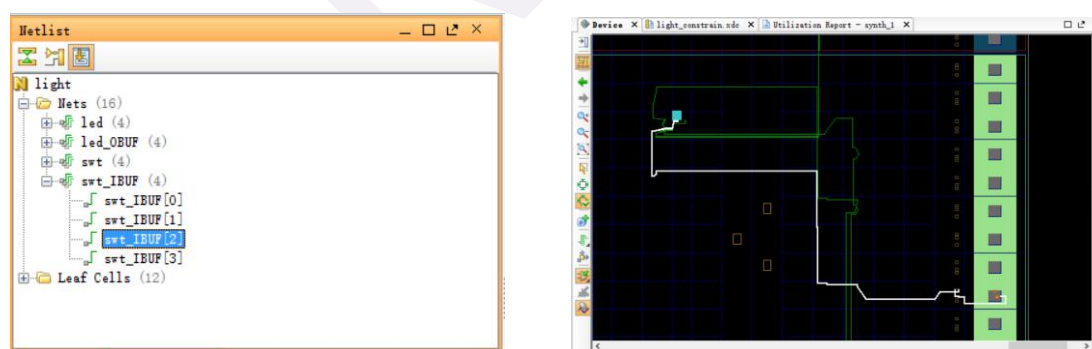 Netlist
light
Nets (16)
led (4)
led_OBUF (4)
swt (4)
swt_IBUF (4)
swt_IBUF[0]
swt_IBUF[1]
swt_IBUF[2]
swt_IBUF[3]
Leaf Cells (12)
Device light_constrain.xdc Utilization Report - synth_1